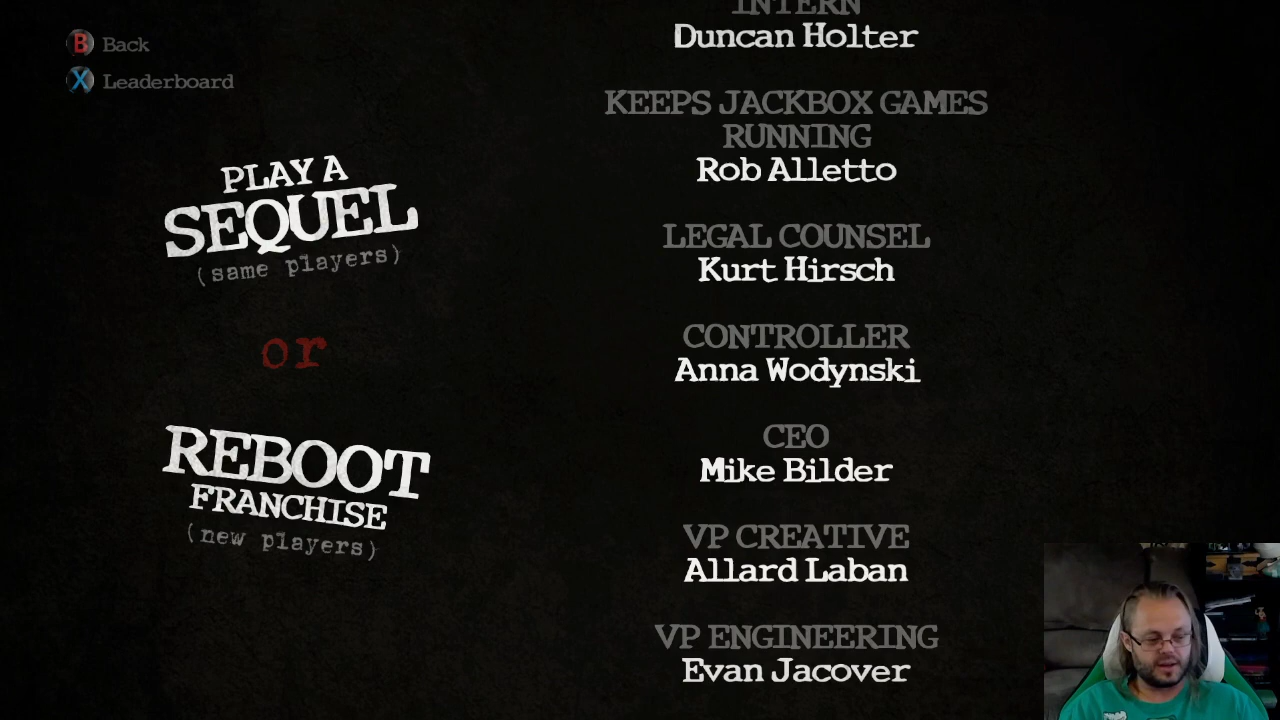 B Back
X Leaderboard
PLAY A
SEQUEL
(same players)
or
REBOOT
FRANCHISE
(new players)
INTERN
Duncan Holter
KEEPS JACKBOX GAMES
RUNNING
Rob Alletto
LEGAL COUNSEL
Kurt Hirsch
CONTROLLER
Anna Wodynski
CEO
Mike Bilder
VP CREATIVE
Allard Laban
VP ENGINEERING
Evan Jacover